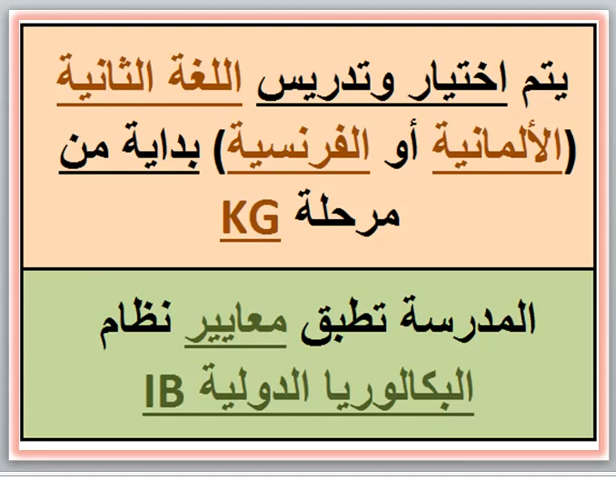 يتم اختيار وتدريس اللغة الثانية
(الألمانية أو الفرنسية) بداية من
مرحلة KG
المدرسة تطبق معايير نظام
البكالوريا الدولية IB